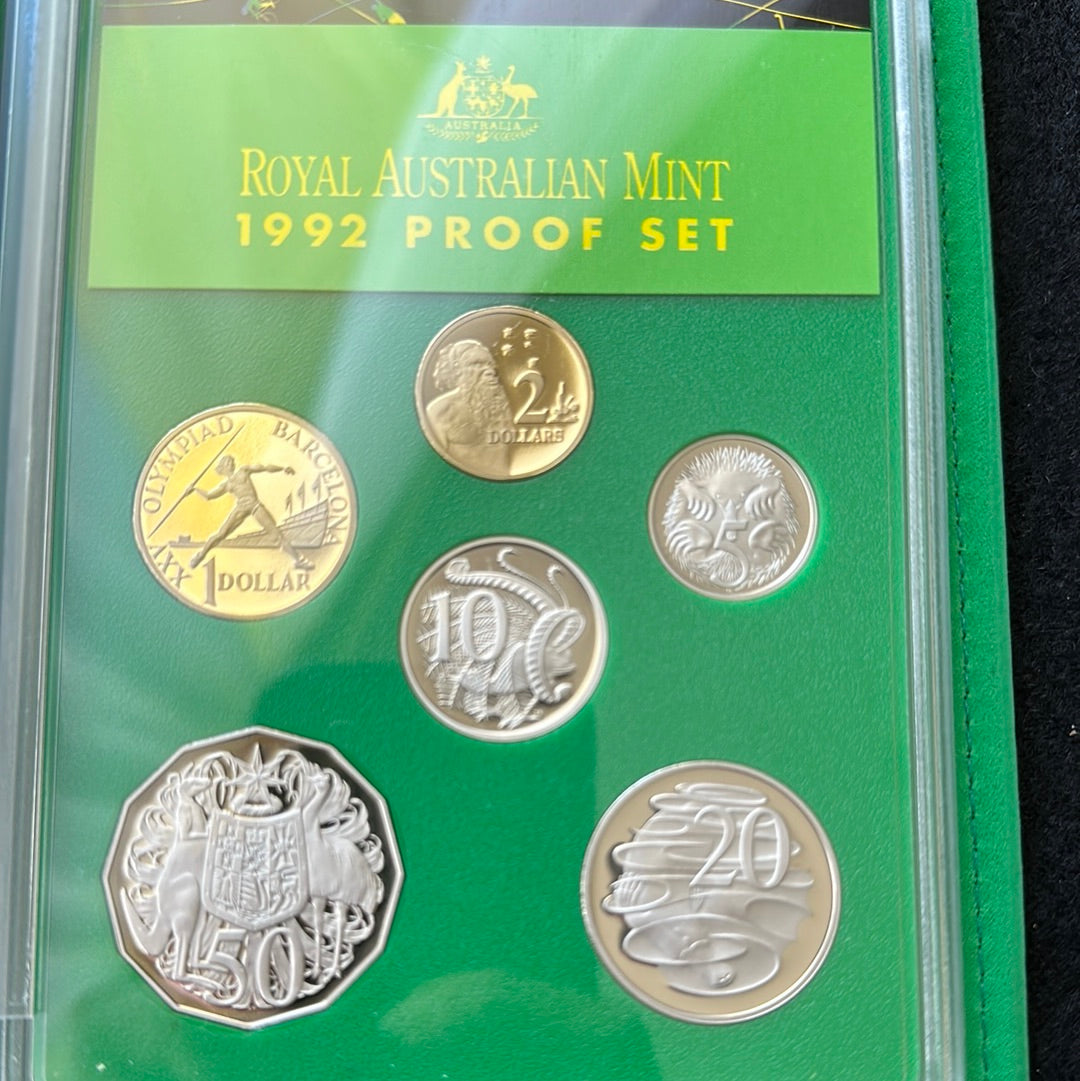 AUSTRALIA
ROYAL AUSTRALIAN MINT
1992 PROOF SET
2
DOLLARS
XXV OLYMPIAD BARCELONA
1 DOLLAR
5
10
50
20